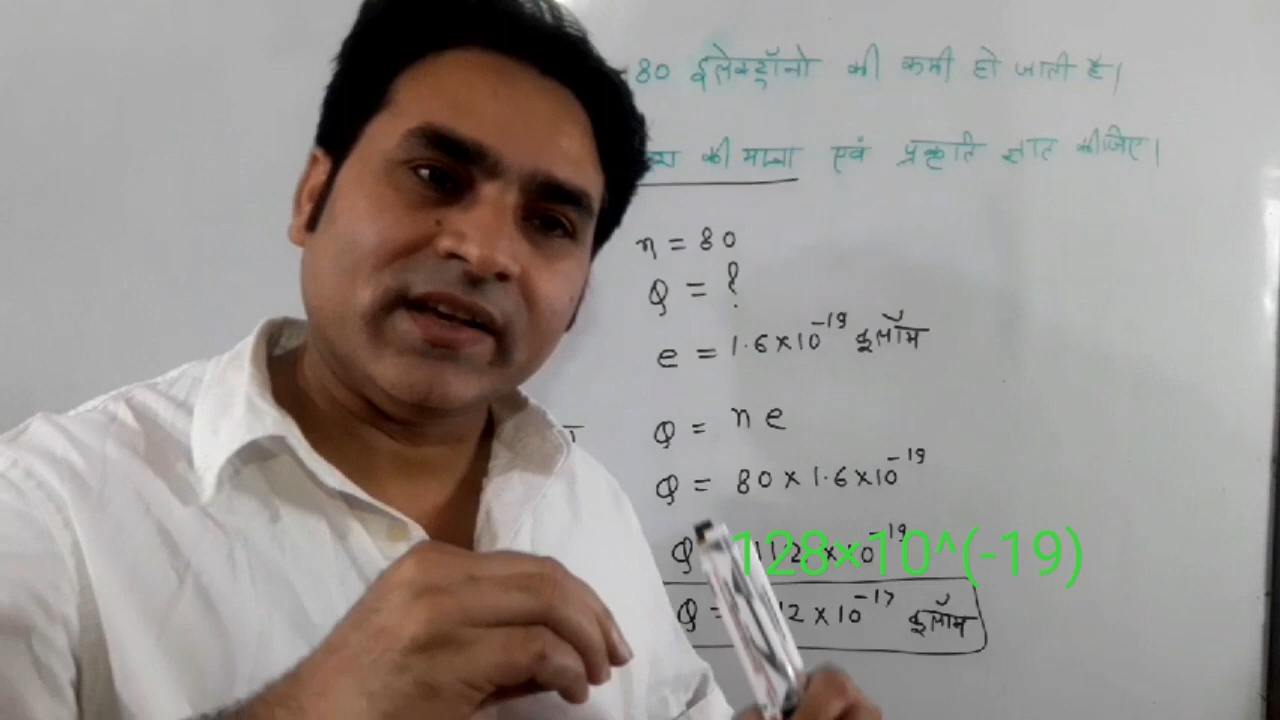 80 इलेक्ट्रॉनो की कमी हो जाती है।
की मात्रा एवं प्रकृति ज्ञात कीजिए।
n = 80
Q = ?
e = 1.6×10⁻¹⁹ कूलॉम
Q = n e
Q = 80 × 1.6×10⁻¹⁹
128×10^(-19)
Q = 12 × 10⁻¹⁷ कूलॉम